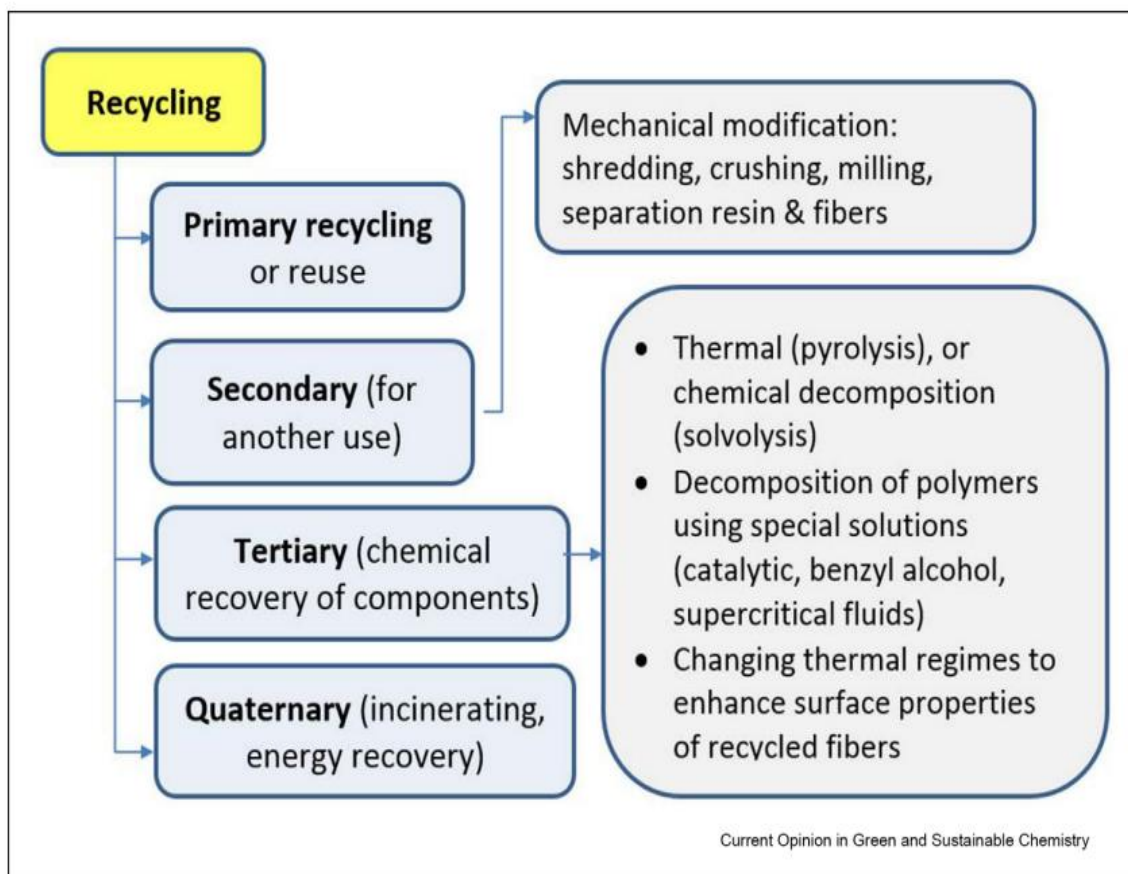 Recycling
Primary recycling
or reuse
Secondary (for
another use)
Tertiary (chemical
recovery of components)
Quaternary (incinerating,
energy recovery)
Mechanical modification:
shredding, crushing, milling,
separation resin & fibers
• Thermal (pyrolysis), or
chemical decomposition
(solvolysis)
• Decomposition of polymers
using special solutions
(catalytic, benzyl alcohol,
supercritical fluids)
• Changing thermal regimes to
enhance surface properties
of recycled fibers
Current Opinion in Green and Sustainable Chemistry